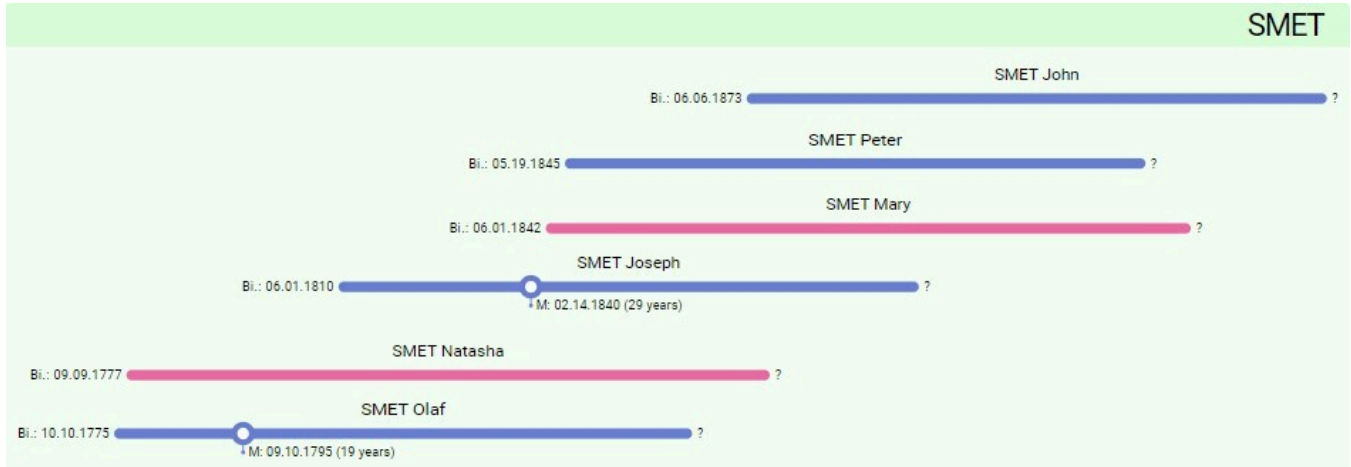 SMET
SMET John
Bi.: 06.06.1873 ?
SMET Peter
Bi.: 05.19.1845 ?
SMET Mary
Bi.: 06.01.1842 ?
SMET Joseph
Bi.: 06.01.1810 ?
M: 02.14.1840 (29 years)
SMET Natasha
Bi.: 09.09.1777 ?
SMET Olaf
Bi.: 10.10.1775 ?
M: 09.10.1795 (19 years)